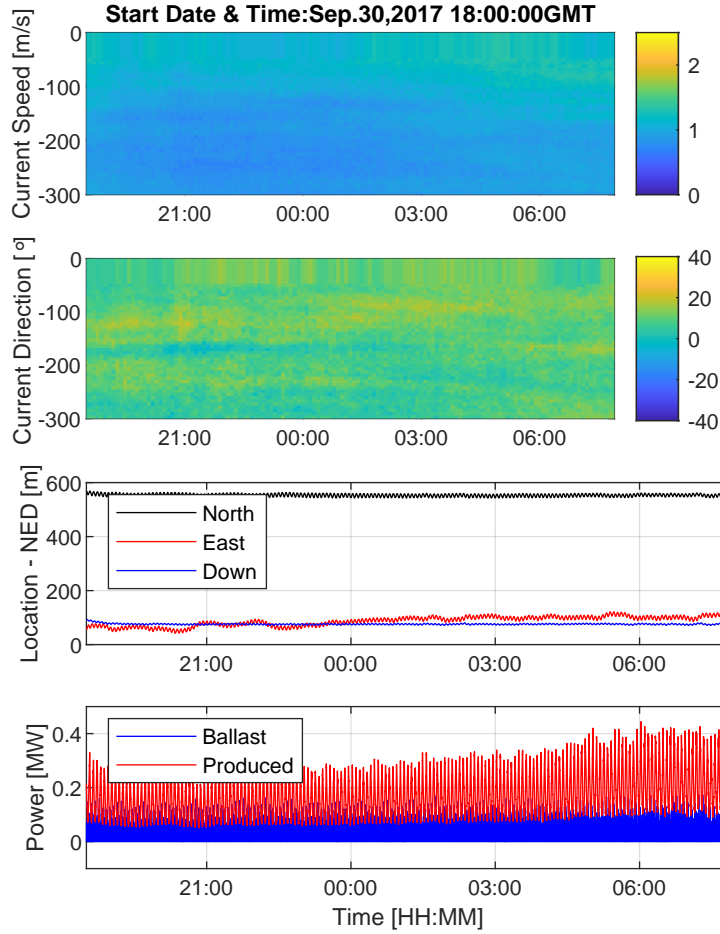 Start Date & Time:Sep.30,2017 18:00:00GMT
Current Speed [m/s]
0
-100
-200
-300
21:00 00:00 03:00 06:00
2
1
0
Current Direction [°]
0
-100
-200
-300
21:00 00:00 03:00 06:00
40
20
0
-20
-40
Location - NED [m]
600
400
200
0
North
East
Down
21:00 00:00 03:00 06:00
Power [MW]
0.4
0.2
0
Ballast
Produced
21:00 00:00 03:00 06:00
Time [HH:MM]